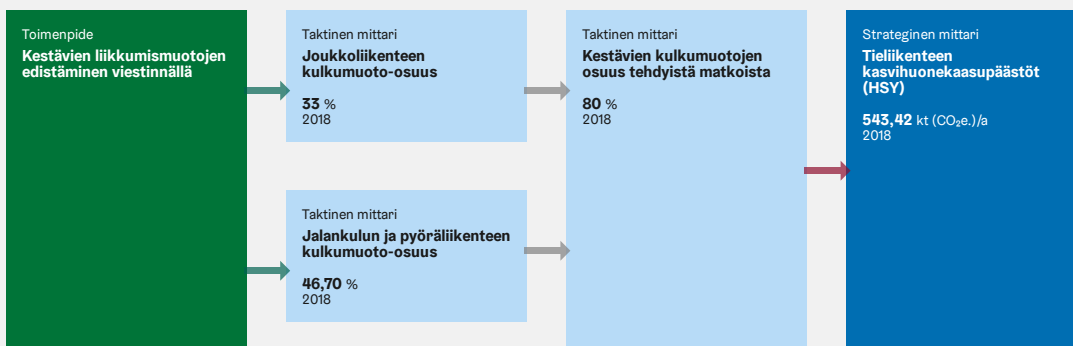 Toimenpide
Kestävien liikkumismuotojen
edistäminen viestinnällä
Taktinen mittari
Joukkoliikenteen
kulkumuoto-osuus
33 %
2018
Taktinen mittari
Jalankulun ja pyöräliikenteen
kulkumuoto-osuus
46,70 %
2018
Taktinen mittari
Kestävien kulkumuotojen
osuus tehdyistä matkoista
80 %
2018
Strateginen mittari
Tieliikenteen
kasvihuonekaasupäästöt
(HSY)
543,42 kt (CO₂e.)/a
2018